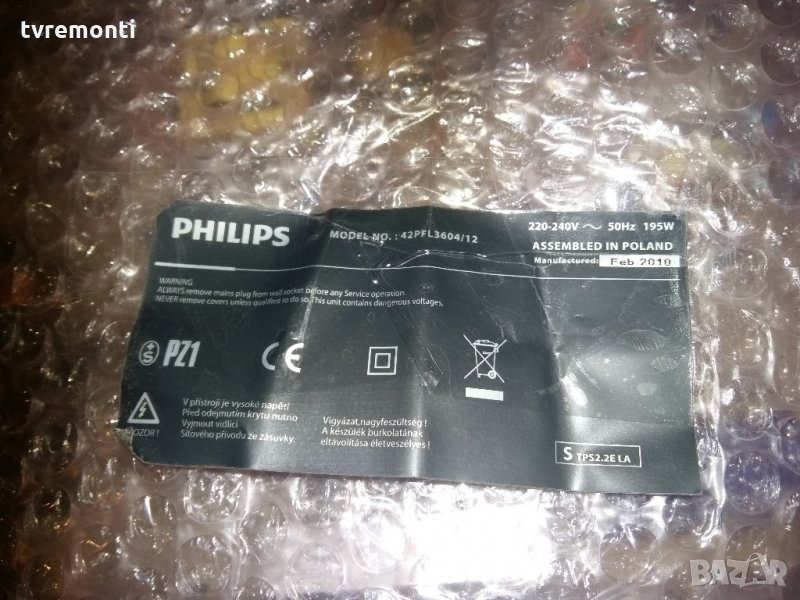 tvremonti
PHILIPS
MODEL NO. : 42PFL3604/12
220-240V ~ 50Hz 195W
ASSEMBLED IN POLAND
Manufactured: Feb 2010
WARNING
ALWAYS remove mains plug from wall socket before any Service operation.
NEVER remove covers unless qualified to do so. This unit contains dangerous voltages,
S PZ1
CE
POZOR !
V přístroji je vysoké napětí
Před odejmutím krytu nutno
Vyjmout vidlici
Síťového přívodu ze zásuvky.
Vigyázat,nagyfeszültség !
A készülék burkolatának
eltávolítása életveszélyes !
S TPS2.2E LA
BAZAR